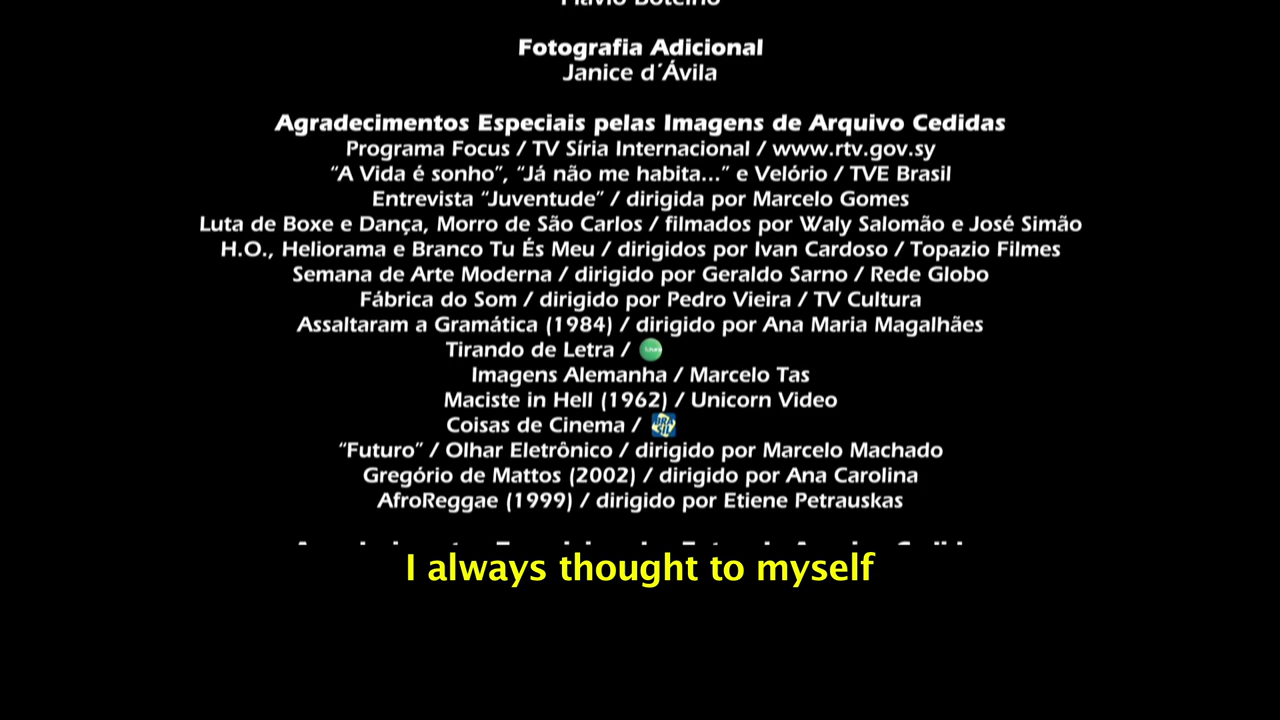 Flávio Botelho
Fotografia Adicional
Janice d´Ávila
Agradecimentos Especiais pelas Imagens de Arquivo Cedidas
Programa Focus / TV Síria Internacional / www.rtv.gov.sy
“A Vida é sonho”, “Já não me habita...” e Velório / TVE Brasil
Entrevista “Juventude” / dirigida por Marcelo Gomes
Luta de Boxe e Dança, Morro de São Carlos / filmados por Waly Salomão e José Simão
H.O., Heliorama e Branco Tu És Meu / dirigidos por Ivan Cardoso / Topazio Filmes
Semana de Arte Moderna / dirigido por Geraldo Sarno / Rede Globo
Fábrica do Som / dirigido por Pedro Vieira / TV Cultura
Assaltaram a Gramática (1984) / dirigido por Ana Maria Magalhães
Tirando de Letra /
Imagens Alemanha / Marcelo Tas
Maciste in Hell (1962) / Unicorn Video
Coisas de Cinema / BRASIL
“Futuro” / Olhar Eletrônico / dirigido por Marcelo Machado
Gregório de Mattos (2002) / dirigido por Ana Carolina
AfroReggae (1999) / dirigido por Etiene Petrauskas
I always thought to myself